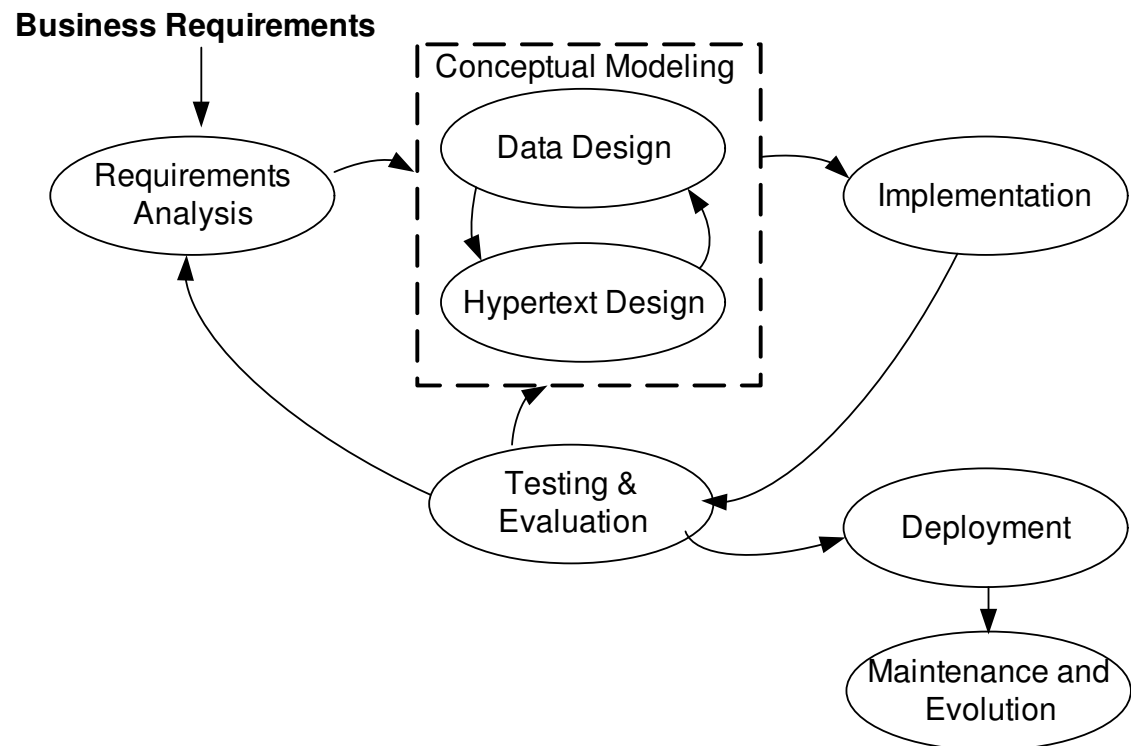 Business Requirements
Conceptual Modeling
Data Design
Requirements
Analysis
Implementation
Hypertext Design
Testing &
Evaluation
Deployment
Maintenance and
Evolution